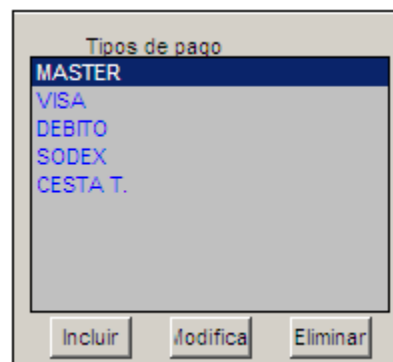 Tipos de pago
MASTER
VISA
DEBITO
SODEX
CESTA T.
Incluir Modifica Eliminar